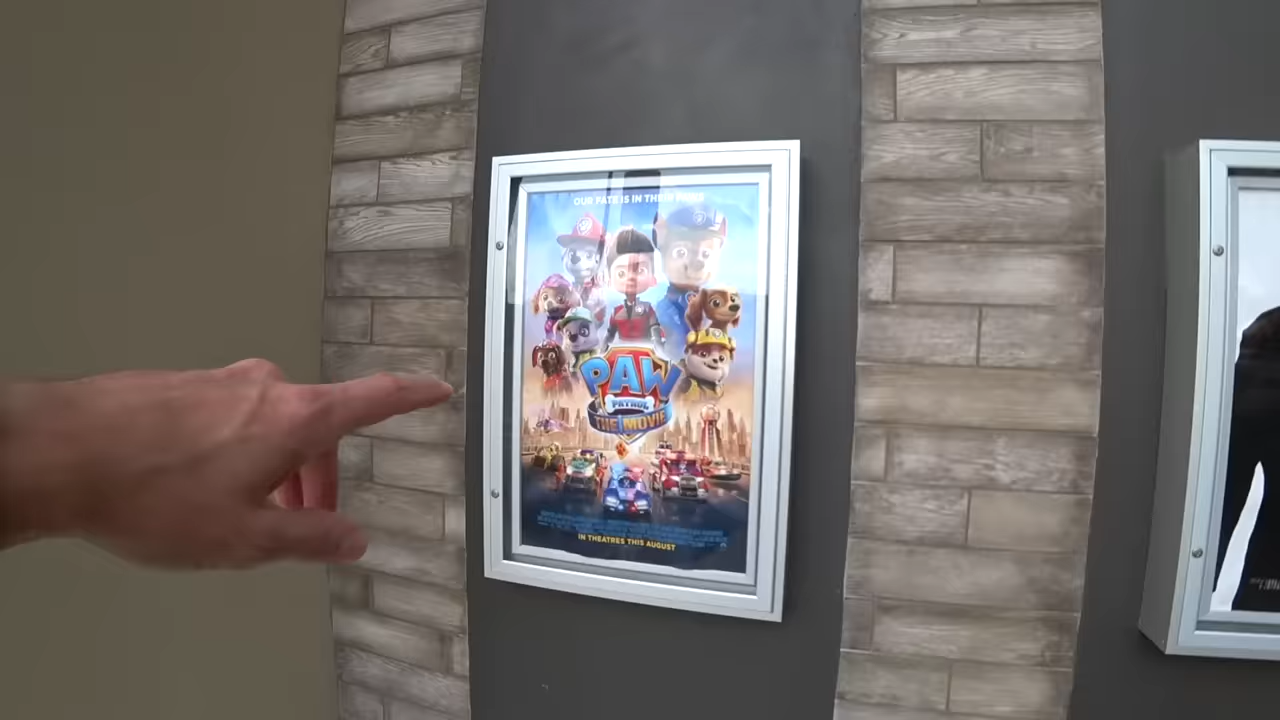 OUR FATE IS IN THEIR PAWS
PAW
PATROL
THE MOVIE
IN THEATRES THIS AUGUST